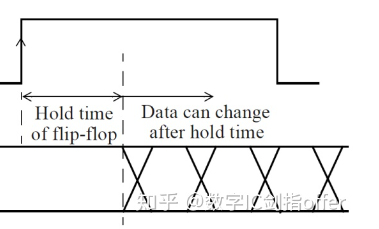 Hold time
of flip-flop
Data can change
after hold time
知乎 @数字IC剑指offer